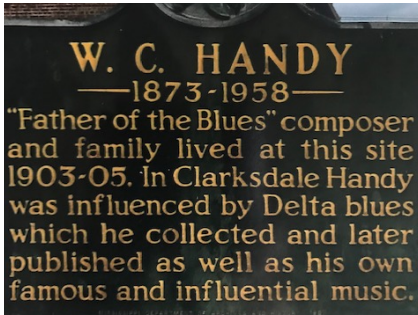 W. C. HANDY
1873-1958
"Father of the Blues" composer
and family lived at this site
1903-05. In Clarksdale Handy
was influenced by Delta blues
which he collected and later
published as well as his own
famous and influential music.